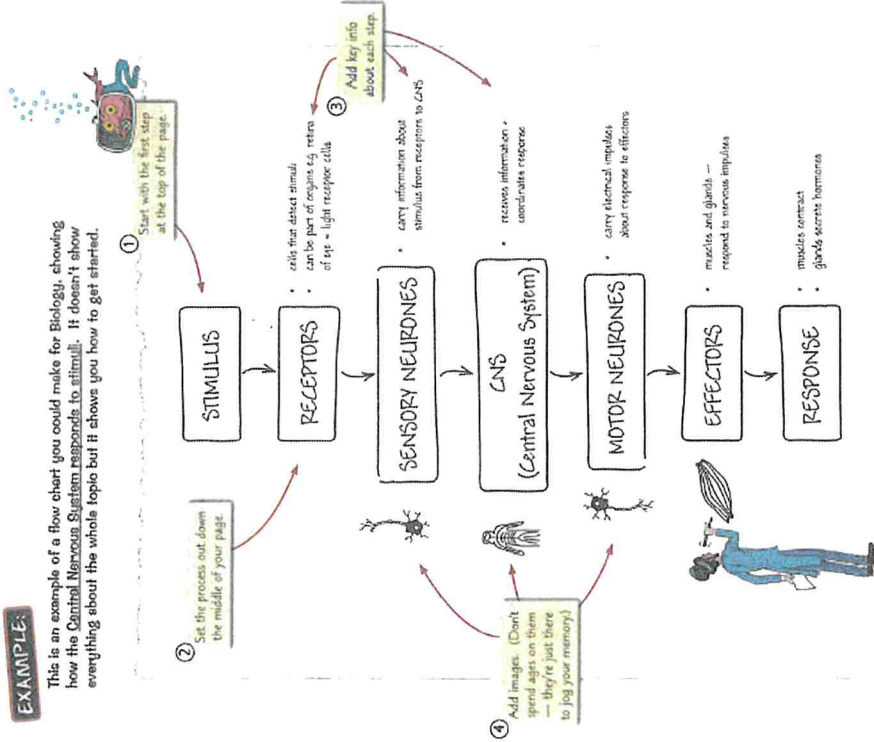 EXAMPLE:
This is an example of a flow chart you could make for Biology, showing
how the Central Nervous System responds to stimuli. It doesn't show
everything about the whole topic but it shows you how to get started.
① Start with the first step
at the top of the page.
② Set the process out down
the middle of your page.
STIMULUS
RECEPTORS
• cells that detect stimuli
• can be part of organs e.g. retina
of eye – light receptor cells
③ Add key info
about each step.
SENSORY NEURONES
• carry information about
stimulus from receptors to CNS
CNS
(Central Nervous System)
• receives information +
coordinates response
④ Add images. (Don't
spend ages on them
— they're just there
to jog your memory.)
MOTOR NEURONES
• carry electrical impulses
about response to effectors
EFFECTORS
• muscles and glands —
respond to nervous impulses
RESPONSE
• muscles contract
• glands secrete hormones